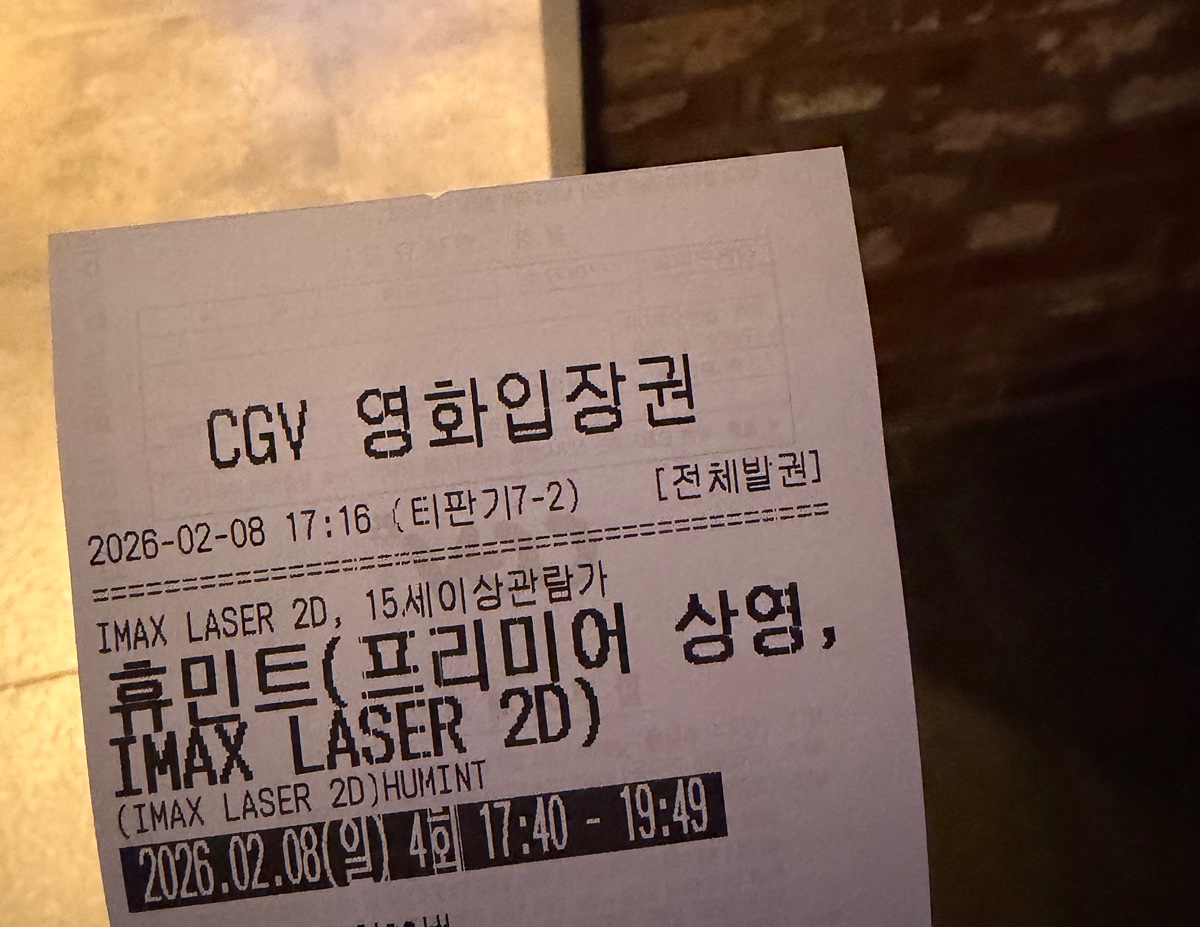 CGV 영화입장권
2026-02-08 17:16 (티판기7-2) [전체발권]
================================================
IMAX LASER 2D, 15세이상관람가
휴민트(프리미어 상영,
IMAX LASER 2D)
(IMAX LASER 2D)HUMINT
2026.02.08(일) 4회 17:40 - 19:49